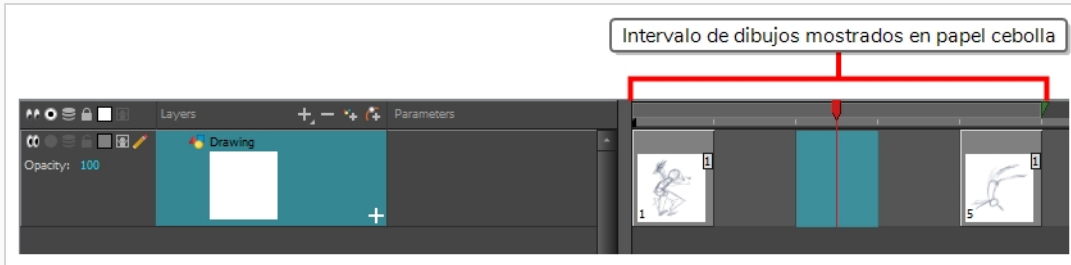 Intervalo de dibujos mostrados en papel cebolla
Layers
Parameters
Drawing
Opacity: 100
1
1
1
5